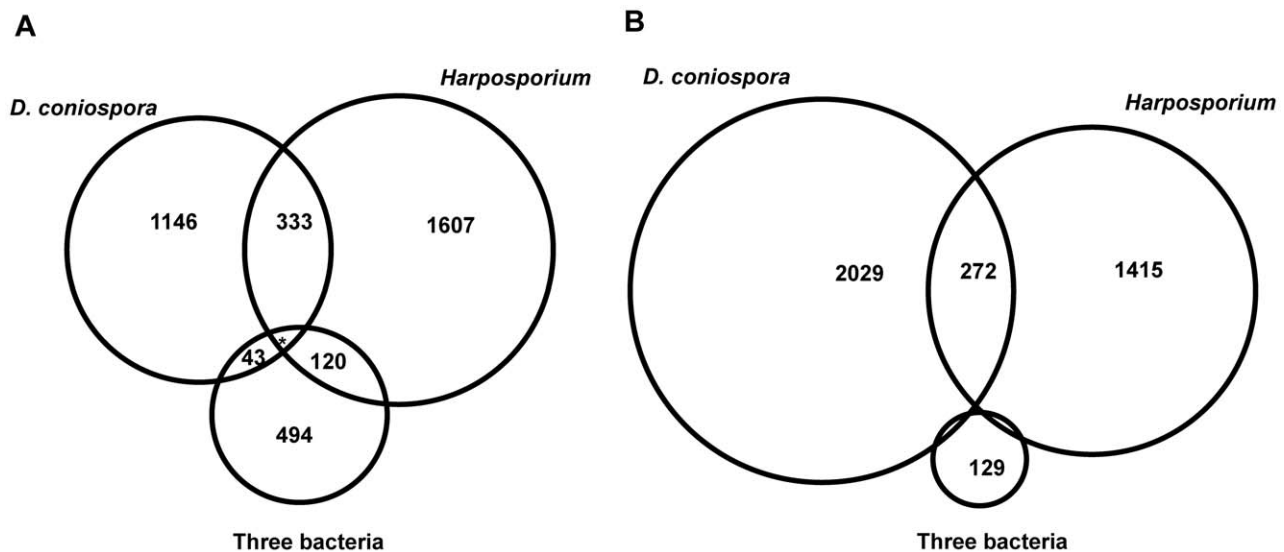 A
D. coniospora
Harposporium
1146
333
1607
*
43
120
494
Three bacteria
B
D. coniospora
Harposporium
2029
272
1415
129
Three bacteria